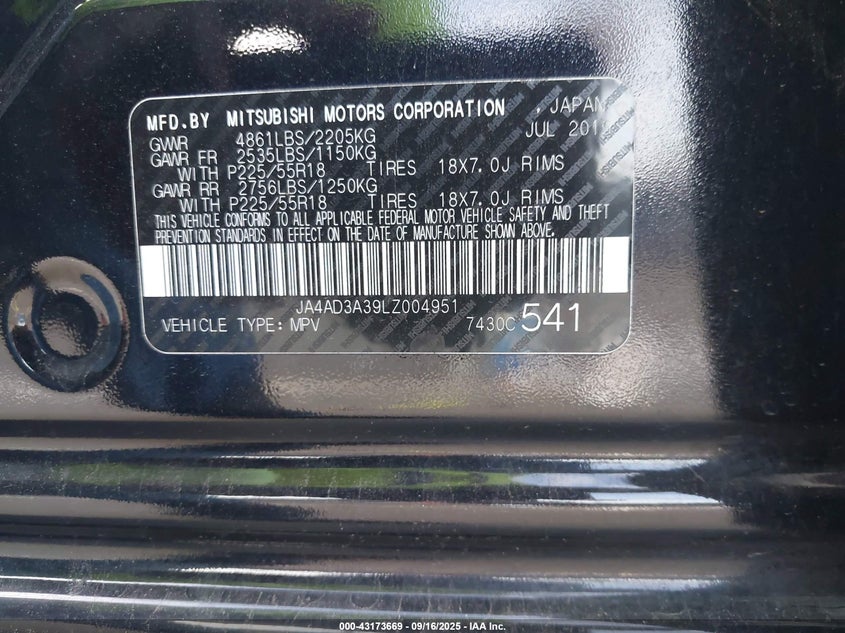 MFD.BY MITSUBISHI MOTORS CORPORATION , JAPAN
GVWR 4861LBS/2205KG JUL 201
GAWR FR 2535LBS/1150KG
WITH P225/55R18 TIRES 18X7.0J RIMS
GAWR RR 2756LBS/1250KG
WITH P225/55R18 TIRES 18X7.0J RIMS
THIS VEHICLE CONFORMS TO ALL APPLICABLE FEDERAL MOTOR VEHICLE SAFETY AND THEFT
PREVENTION STANDARDS IN EFFECT ON THE DATE OF MANUFACTURE SHOWN ABOVE.
JA4AD3A39LZ004951
VEHICLE TYPE: MPV 7430C 541
000-43173669 - 09/16/2025 - IAA Inc.